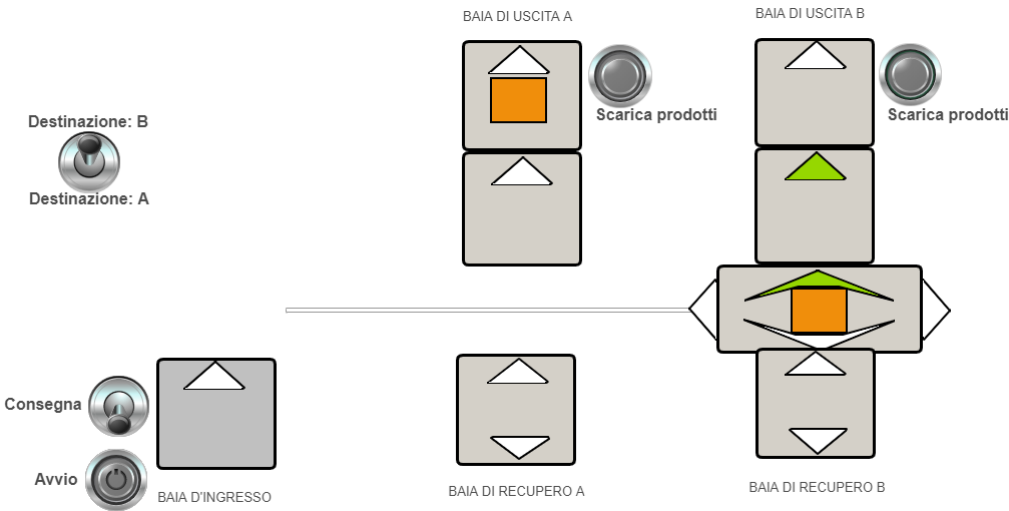 BAIA DI USCITA A
BAIA DI USCITA B
Scarica prodotti
Scarica prodotti
Destinazione: B
Destinazione: A
Consegna
Avvio
BAIA D'INGRESSO
BAIA DI RECUPERO A
BAIA DI RECUPERO B